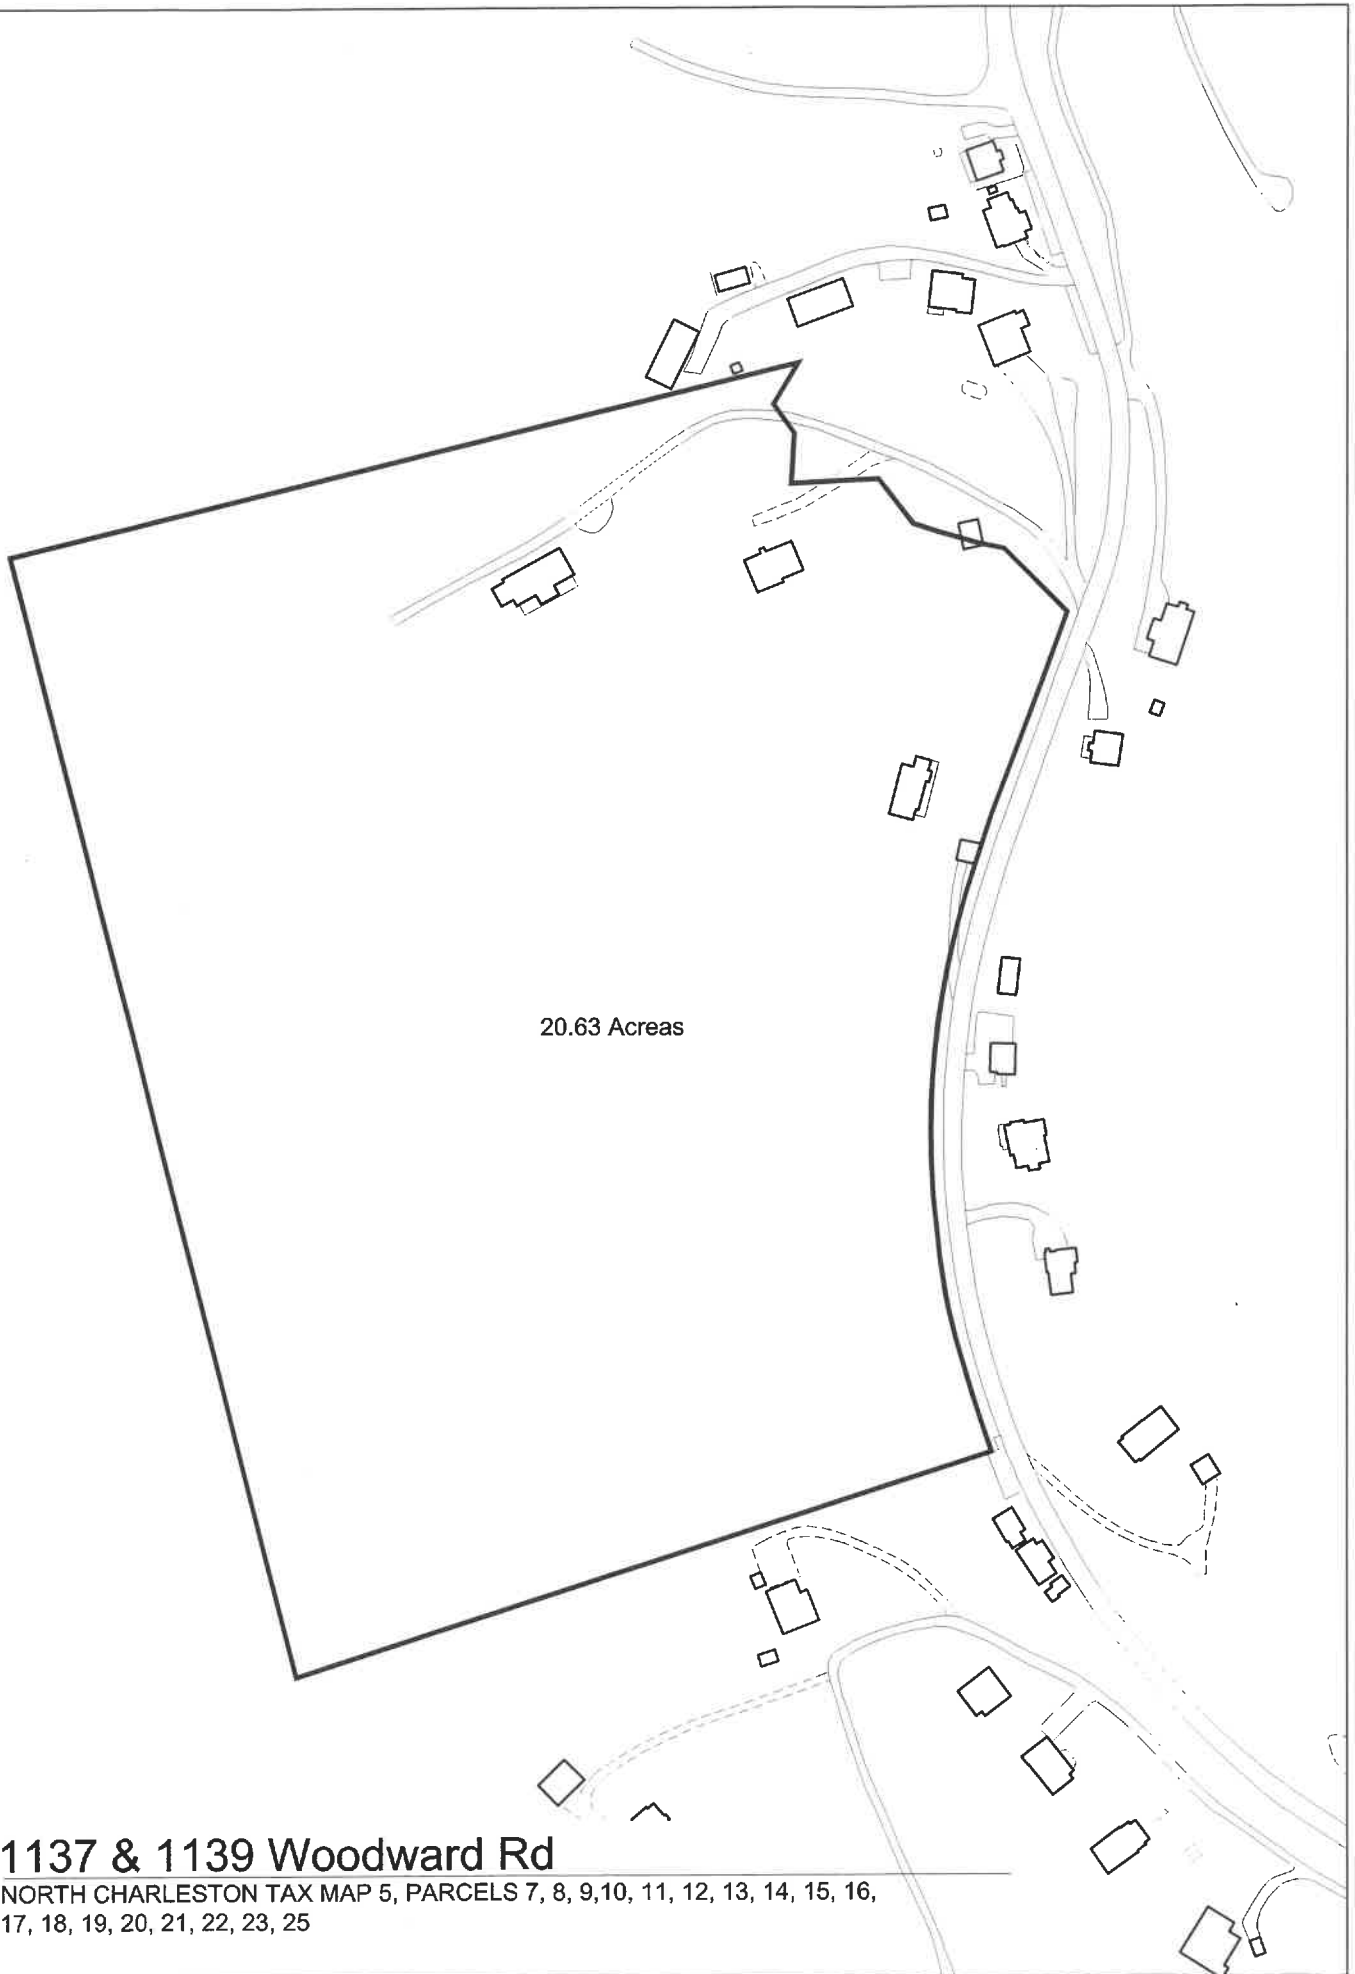 20.63 Acreas
1137 & 1139 Woodward Rd
NORTH CHARLESTON TAX MAP 5, PARCELS 7, 8, 9,10, 11, 12, 13, 14, 15, 16,
17, 18, 19, 20, 21, 22, 23, 25